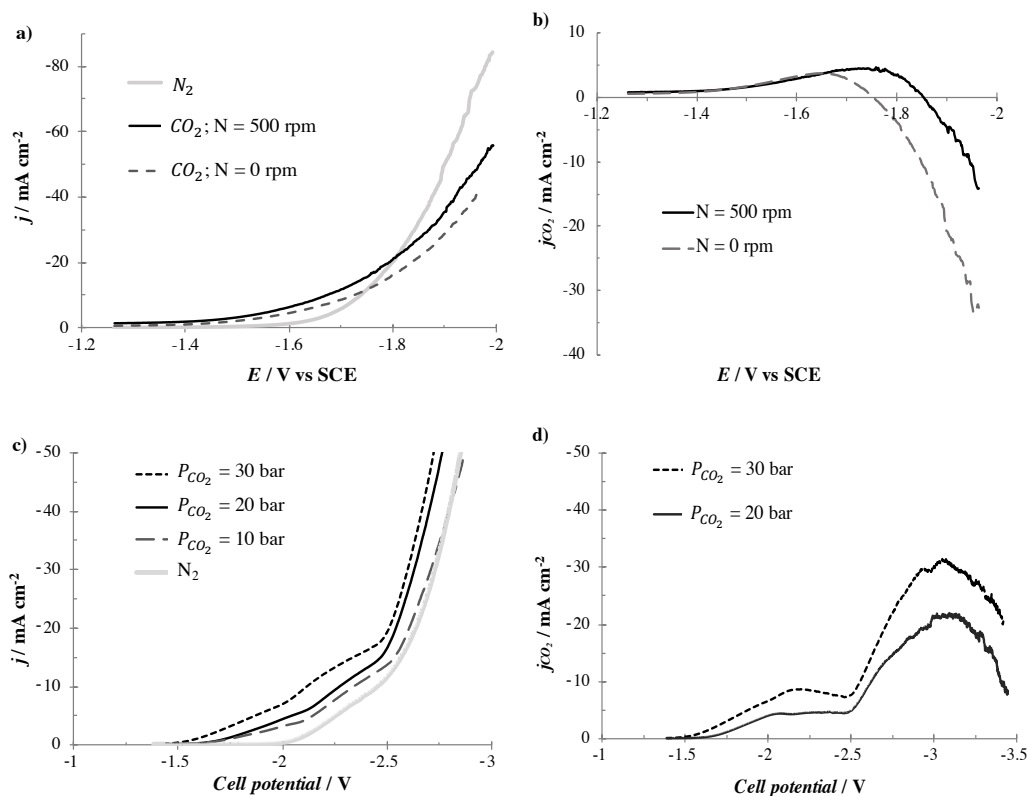 a)
-80
-60
-40
-20
0
j / mA cm-2
N2
CO2; N = 500 rpm
CO2; N = 0 rpm
-1.2
-1.4
-1.6
-1.8
-2
E / V vs SCE
b)
10
5
0
-10
-20
-30
-40
jCO2 / mA cm-2
-1.2
-1.4
-1.6
-1.7
-1.8
-2
N = 500 rpm
N = 0 rpm
E / V vs SCE
c)
-50
-40
-30
-20
-10
0
j / mA cm-2
PCO2 = 30 bar
PCO2 = 20 bar
PCO2 = 10 bar
N2
-1
-1.5
-2
-2.5
-3
Cell potential / V
d)
-50
-40
-30
-20
-10
0
jCO2 / mA cm-2
PCO2 = 30 bar
PCO2 = 20 bar
-1
-1.5
-2
-2.5
-3
-3.5
Cell potential / V